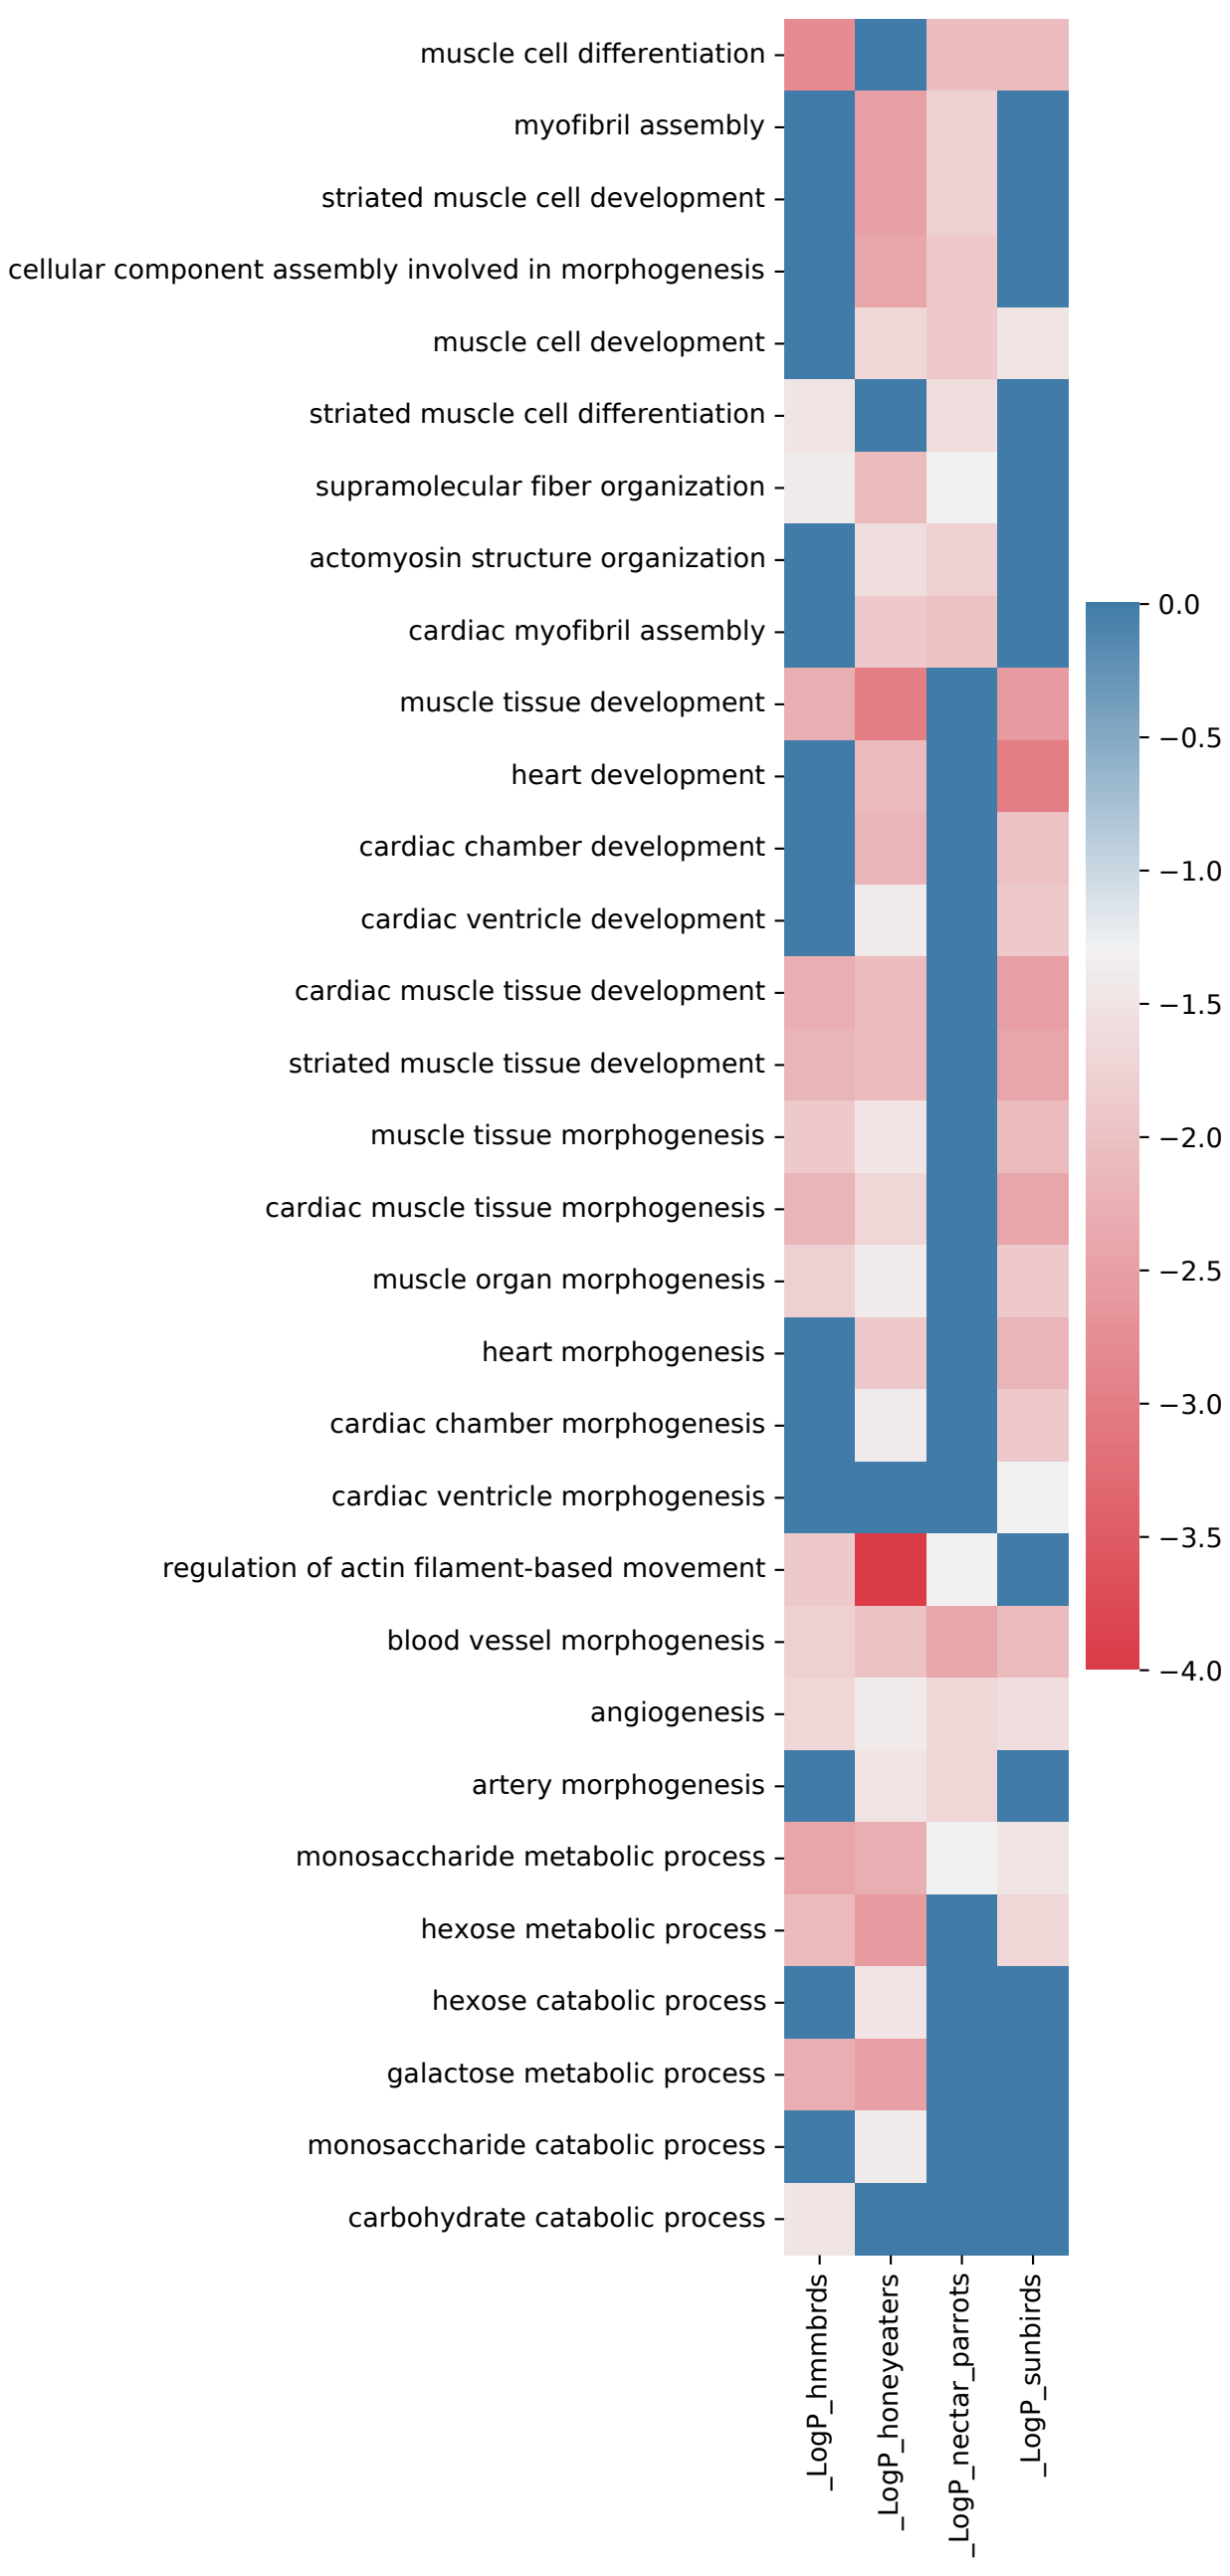 muscle cell differentiation
myofibril assembly
striated muscle cell development
cellular component assembly involved in morphogenesis
muscle cell development
striated muscle cell differentiation
supramolecular fiber organization
actomyosin structure organization
cardiac myofibril assembly
muscle tissue development
heart development
cardiac chamber development
cardiac ventricle development
cardiac muscle tissue development
striated muscle tissue development
muscle tissue morphogenesis
cardiac muscle tissue morphogenesis
muscle organ morphogenesis
heart morphogenesis
cardiac chamber morphogenesis
cardiac ventricle morphogenesis
regulation of actin filament-based movement
blood vessel morphogenesis
angiogenesis
artery morphogenesis
monosaccharide metabolic process
hexose metabolic process
hexose catabolic process
galactose metabolic process
monosaccharide catabolic process
carbohydrate catabolic process
_LogP_hmmbrds
_LogP_honeyeaters
_LogP_nectar_parrots
_LogP_sunbirds
0.0
−0.5
−1.0
−1.5
−2.0
−2.5
−3.0
−3.5
−4.0